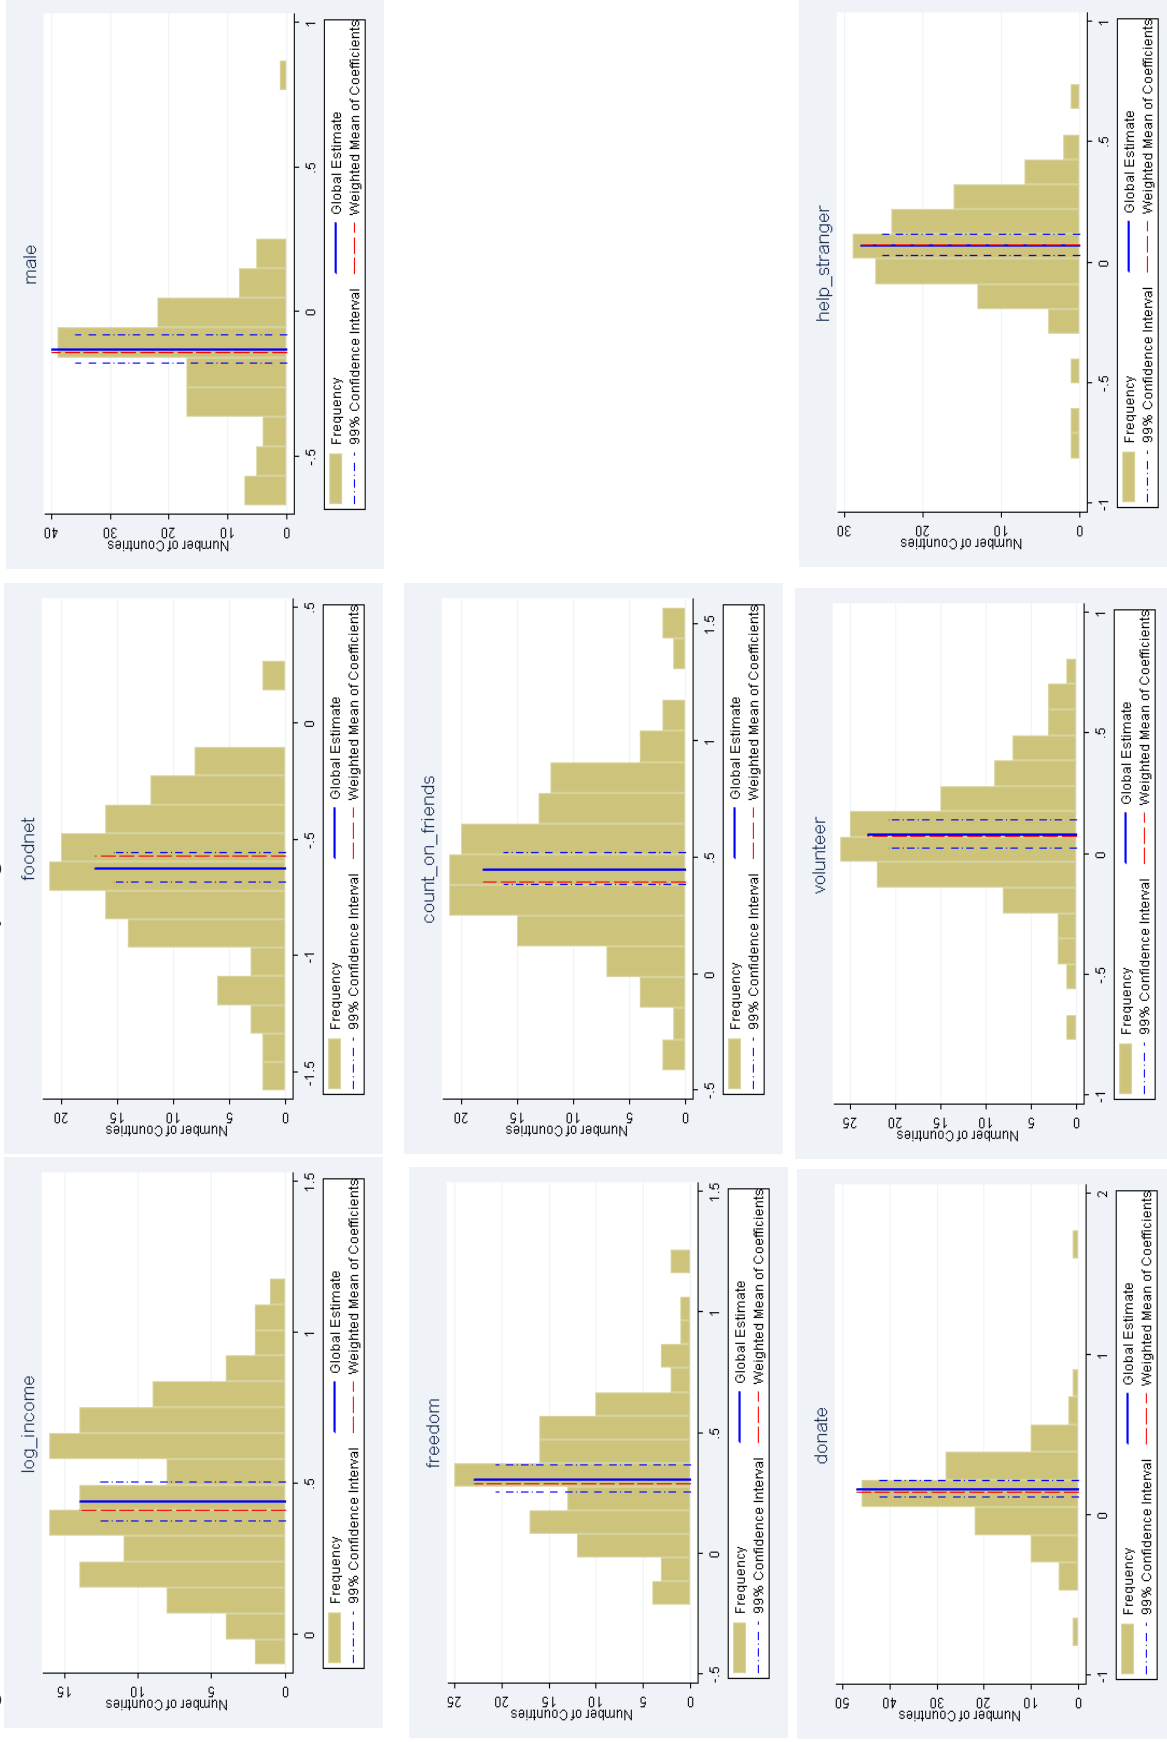 log_income
Number of Countries
15
10
5
0
0
.5
1
1.5
Frequency
Global Estimate
99% Confidence Interval
Weighted Mean of Coefficients
foodnet
Number of Countries
20
15
10
5
0
-1.5
-1
-.5
0
.5
Frequency
Global Estimate
99% Confidence Interval
Weighted Mean of Coefficients
male
Number of Countries
40
30
20
10
0
-.5
0
.5
1
Frequency
Global Estimate
99% Confidence Interval
Weighted Mean of Coefficients
freedom
Number of Countries
25
20
15
10
5
0
-.5
0
.5
1
1.5
Frequency
Global Estimate
99% Confidence Interval
Weighted Mean of Coefficients
count_on_friends
Number of Countries
20
15
10
5
0
-.5
0
.5
1
1.5
Frequency
Global Estimate
99% Confidence Interval
Weighted Mean of Coefficients
donate
Number of Countries
50
40
30
20
10
0
-1
0
1
2
Frequency
Global Estimate
99% Confidence Interval
Weighted Mean of Coefficients
volunteer
Number of Countries
25
20
15
10
5
0
-1
-.5
0
.5
1
Frequency
Global Estimate
99% Confidence Interval
Weighted Mean of Coefficients
help_stranger
Number of Countries
30
20
10
0
-1
-.5
0
.5
1
Frequency
Global Estimate
99% Confidence Interval
Weighted Mean of Coefficients